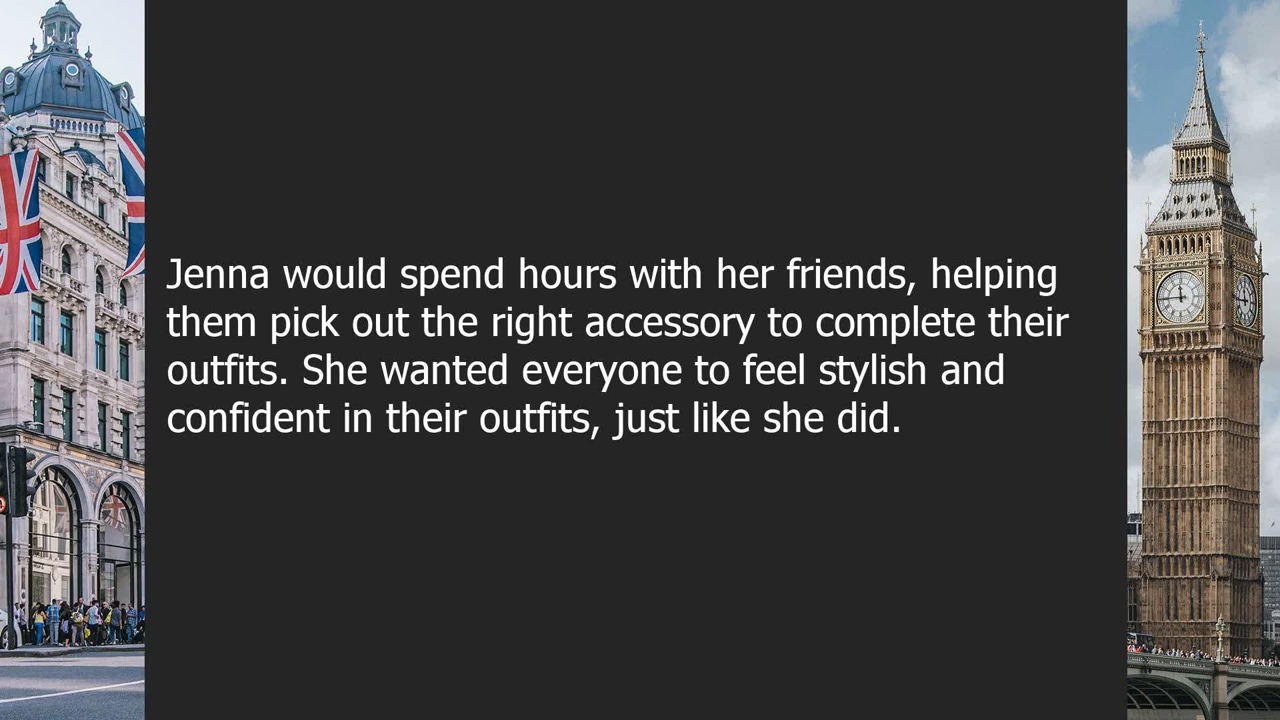 Jenna would spend hours with her friends, helping
them pick out the right accessory to complete their
outfits. She wanted everyone to feel stylish and
confident in their outfits, just like she did.